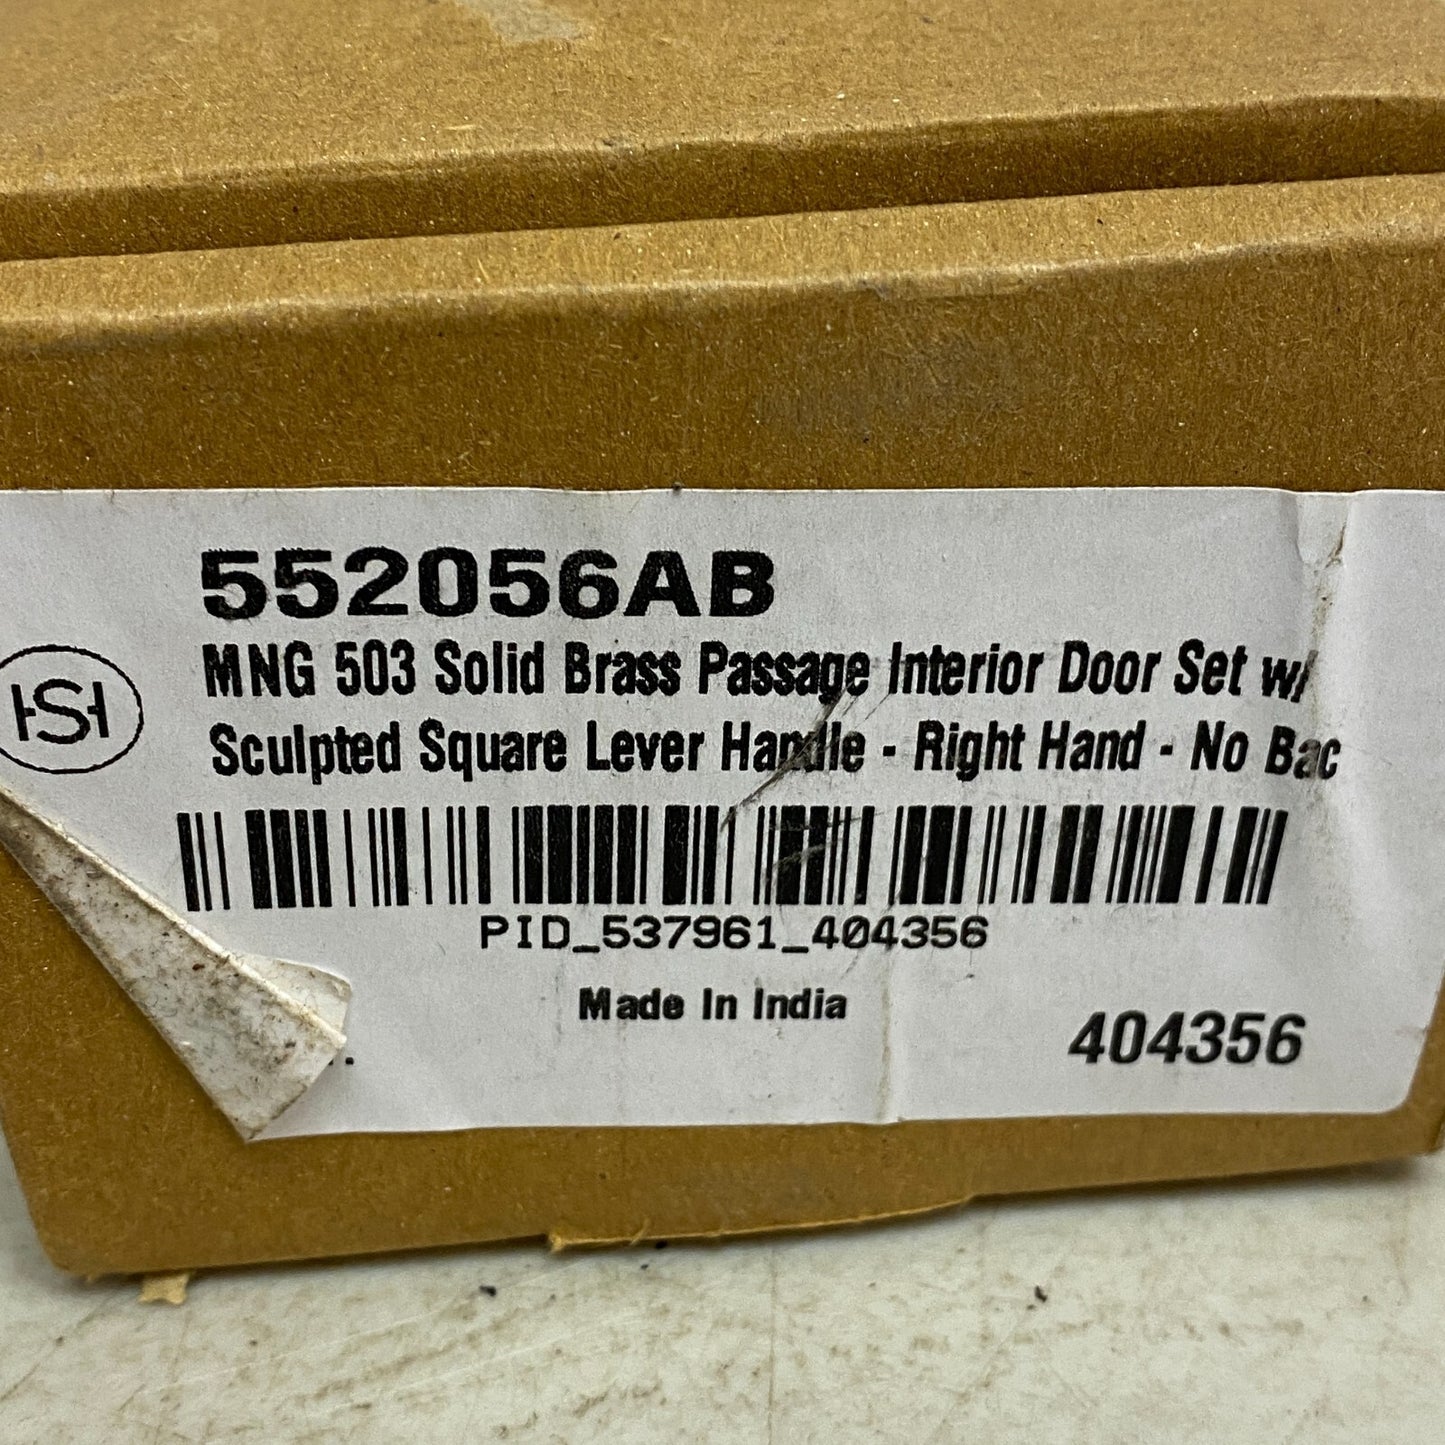 552056AB
MNG 503 Solid Brass Passage Interior Door Set w/
HSH
Sculpted Square Lever Handle - Right Hand - No Bac
PID_537961_404356
Made In India
404356